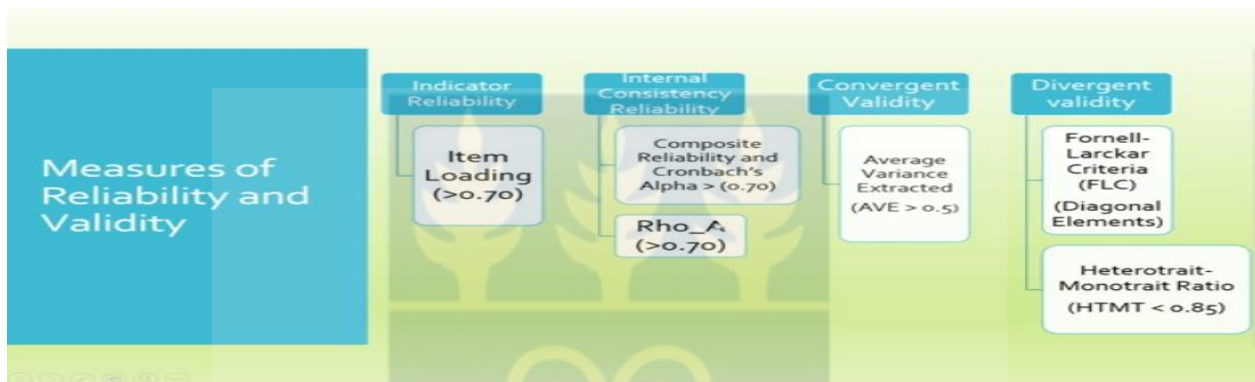 Measures of
Reliability and
Validity
Indicator
Reliability
Item
Loading
(>0.70)
Internal
Consistency
Reliability
Composite
Reliability and
Cronbach's
Alpha > (0.70)
Rho_A
(>0.70)
Convergent
Validity
Average
Variance
Extracted
(AVE > 0.5)
Divergent
validity
Fornell-
Larckar
Criteria
(FLC)
(Diagonal
Elements)
Heterotrait-
Monotrait Ratio
(HTMT < 0.85)